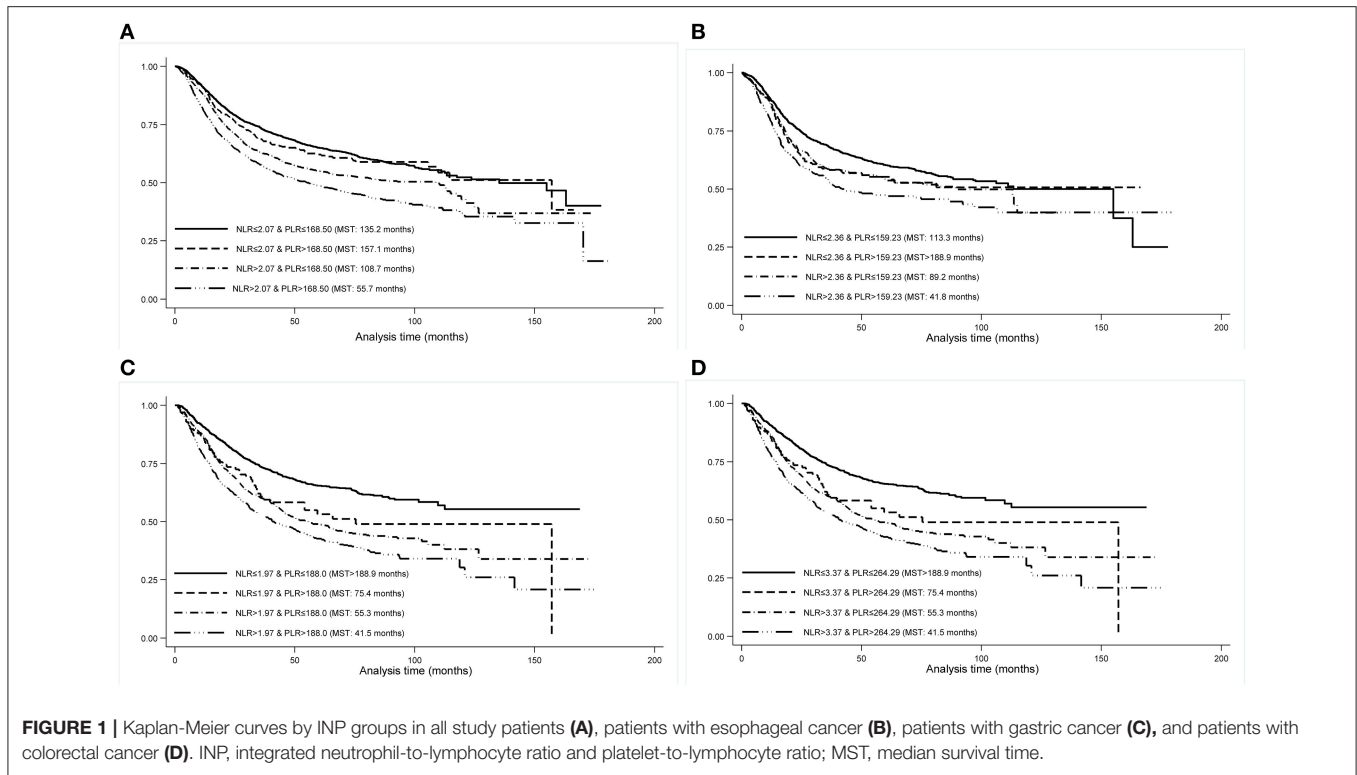 A
1.00
0.75
0.50
0.25
0.00
NLR≤2.07 & PLR≤168.50 (MST: 135.2 months)
NLR≤2.07 & PLR>168.50 (MST: 157.1 months)
NLR>2.07 & PLR≤168.50 (MST: 108.7 months)
NLR>2.07 & PLR>168.50 (MST: 55.7 months)
0 50 100 150 200
Analysis time (months)
B
1.00
0.75
0.50
0.25
0.00
NLR≤2.36 & PLR≤159.23 (MST: 113.3 months)
NLR≤2.36 & PLR>159.23 (MST>188.9 months)
NLR>2.36 & PLR≤159.23 (MST: 89.2 months)
NLR>2.36 & PLR>159.23 (MST: 41.8 months)
0 50 100 150 200
Analysis time (months)
C
1.00
0.75
0.50
0.25
0.00
NLR≤1.97 & PLR≤188.0 (MST>188.9 months)
NLR≤1.97 & PLR>188.0 (MST: 75.4 months)
NLR>1.97 & PLR≤188.0 (MST: 55.3 months)
NLR>1.97 & PLR>188.0 (MST: 41.5 months)
0 50 100 150 200
Analysis time (months)
D
1.00
0.75
0.50
0.25
0.00
NLR≤3.37 & PLR≤264.29 (MST>188.9 months)
NLR≤3.37 & PLR>264.29 (MST: 75.4 months)
NLR>3.37 & PLR≤264.29 (MST: 55.3 months)
NLR>3.37 & PLR>264.29 (MST: 41.5 months)
0 50 100 150 200
Analysis time (months)
FIGURE 1 | Kaplan-Meier curves by INP groups in all study patients (A), patients with esophageal cancer (B), patients with gastric cancer (C), and patients with
colorectal cancer (D). INP, integrated neutrophil-to-lymphocyte ratio and platelet-to-lymphocyte ratio; MST, median survival time.